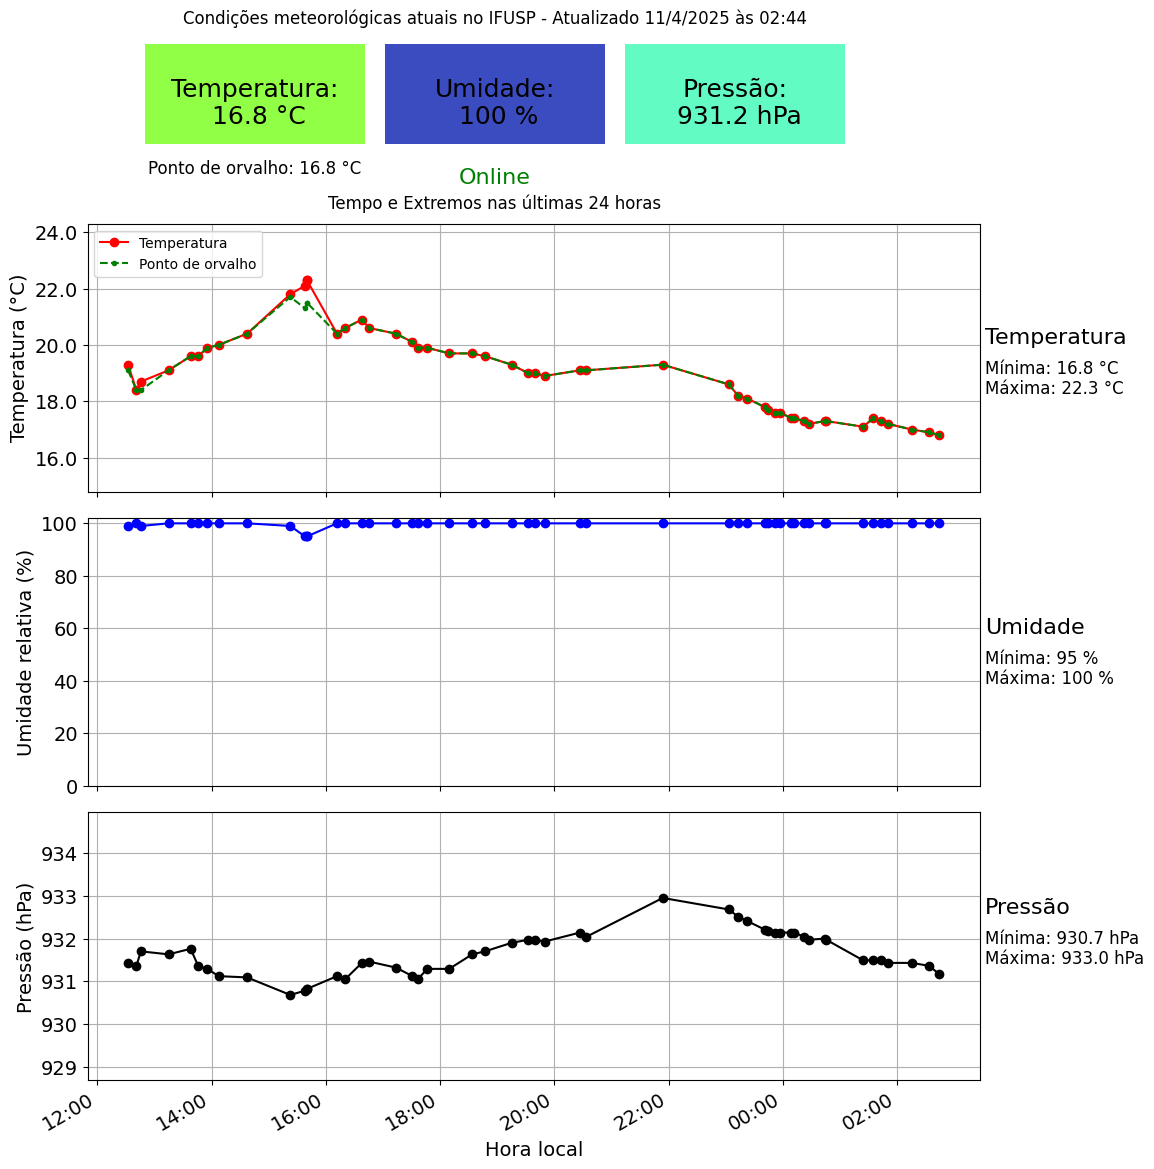 Condições meteorológicas atuais no IFUSP - Atualizado 11/4/2025 às 02:44
Temperatura:
16.8 °C
Umidade:
100 %
Pressão:
931.2 hPa
Ponto de orvalho: 16.8 °C
Online
Tempo e Extremos nas últimas 24 horas
Temperatura
Ponto de orvalho
Temperatura (°C)
24.0
22.0
20.0
18.0
16.0
Temperatura
Mínima: 16.8 °C
Máxima: 22.3 °C
Umidade relativa (%)
100
80
60
40
20
0
Umidade
Mínima: 95 %
Máxima: 100 %
Pressão (hPa)
934
933
932
931
930
929
Pressão
Mínima: 930.7 hPa
Máxima: 933.0 hPa
12:00
14:00
16:00
18:00
20:00
22:00
00:00
02:00
Hora local